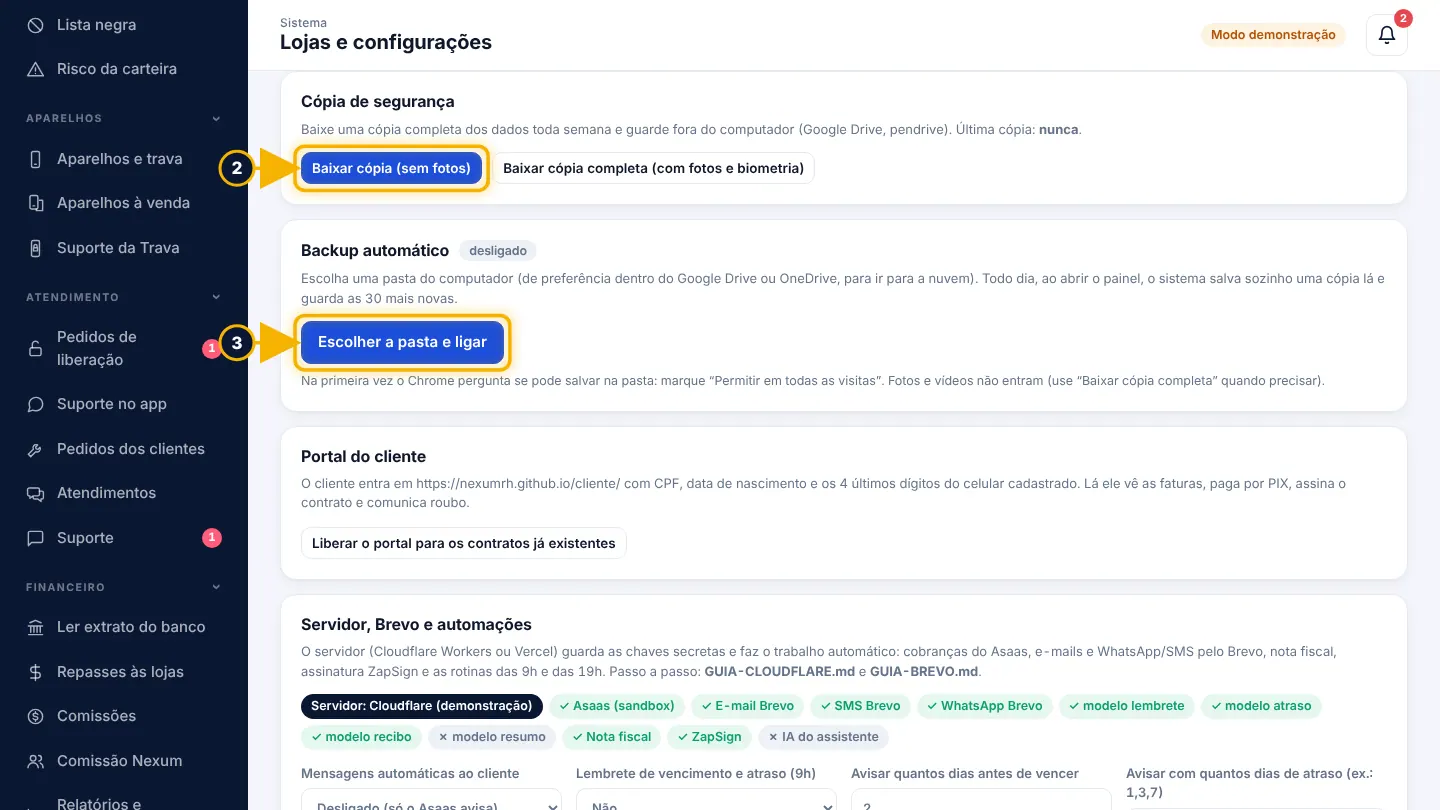 Lista negra
Risco da carteira
APARELHOS
Aparelhos e trava
Aparelhos à venda
Suporte da Trava
ATENDIMENTO
Pedidos de
liberação
1
Suporte no app
Pedidos dos clientes
Atendimentos
Suporte
1
FINANCEIRO
Ler extrato do banco
Repasses às lojas
Comissões
Comissão Nexum
Relatórios e
Sistema
Lojas e configurações
Modo demonstração
2
Cópia de segurança
Baixe uma cópia completa dos dados toda semana e guarde fora do computador (Google Drive, pendrive). Última cópia: nunca.
2
Baixar cópia (sem fotos)
Baixar cópia completa (com fotos e biometria)
Backup automático
desligado
Escolha uma pasta do computador (de preferência dentro do Google Drive ou OneDrive, para ir para a nuvem). Todo dia, ao abrir o painel, o sistema salva sozinho uma cópia lá e
guarda as 30 mais novas.
3
Escolher a pasta e ligar
Na primeira vez o Chrome pergunta se pode salvar na pasta: marque “Permitir em todas as visitas”. Fotos e vídeos não entram (use “Baixar cópia completa” quando precisar).
Portal do cliente
O cliente entra em https://nexumrh.github.io/cliente/ com CPF, data de nascimento e os 4 últimos dígitos do celular cadastrado. Lá ele vê as faturas, paga por PIX, assina o
contrato e comunica roubo.
Liberar o portal para os contratos já existentes
Servidor, Brevo e automações
O servidor (Cloudflare Workers ou Vercel) guarda as chaves secretas e faz o trabalho automático: cobranças do Asaas, e-mails e WhatsApp/SMS pelo Brevo, nota fiscal,
assinatura ZapSign e as rotinas das 9h e das 19h. Passo a passo: GUIA-CLOUDFLARE.md e GUIA-BREVO.md.
Servidor: Cloudflare (demonstração)
✓ Asaas (sandbox)
✓ E-mail Brevo
✓ SMS Brevo
✓ WhatsApp Brevo
✓ modelo lembrete
✓ modelo atraso
✓ modelo recibo
× modelo resumo
✓ Nota fiscal
✓ ZapSign
× IA do assistente
Mensagens automáticas ao cliente
Lembrete de vencimento e atraso (9h)
Avisar quantos dias antes de vencer
Avisar com quantos dias de atraso (ex.:
1,3,7)
Desligado (só o Asaas avisa)
Não
2